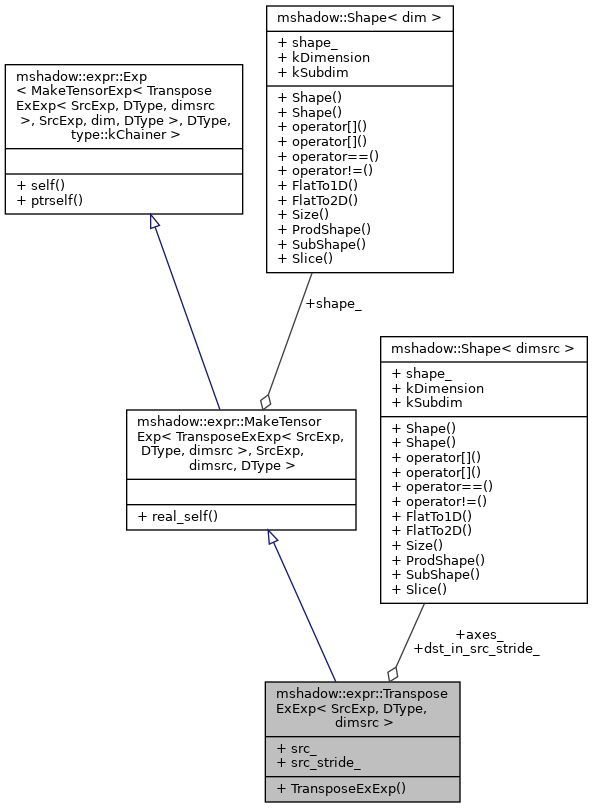 mshadow::Shape< dim >
+ shape_
+ kDimension
+ kSubdim
+ Shape()
+ Shape()
+ operator[]()
+ operator[]()
+ operator==()
+ operator!=()
+ FlatTo1D()
+ FlatTo2D()
+ Size()
+ ProdShape()
+ SubShape()
+ Slice()
mshadow::expr::Exp
< MakeTensorExp< Transpose
ExExp< SrcExp, DType, dimsrc
>, SrcExp, dim, DType >, DType,
type::kChainer >
+ self()
+ ptrself()
+shape_
mshadow::Shape< dimsrc >
+ shape_
+ kDimension
+ kSubdim
+ Shape()
+ Shape()
+ operator[]()
+ operator[]()
+ operator==()
+ operator!=()
+ FlatTo1D()
+ FlatTo2D()
+ Size()
+ ProdShape()
+ SubShape()
+ Slice()
mshadow::expr::MakeTensor
Exp< TransposeExExp< SrcExp,
DType, dimsrc >, SrcExp,
dimsrc, DType >
+ real_self()
+axes_
+dst_in_src_stride_
mshadow::expr::Transpose
ExExp< SrcExp, DType,
dimsrc >
+ src_
+ src_stride_
+ TransposeExExp()